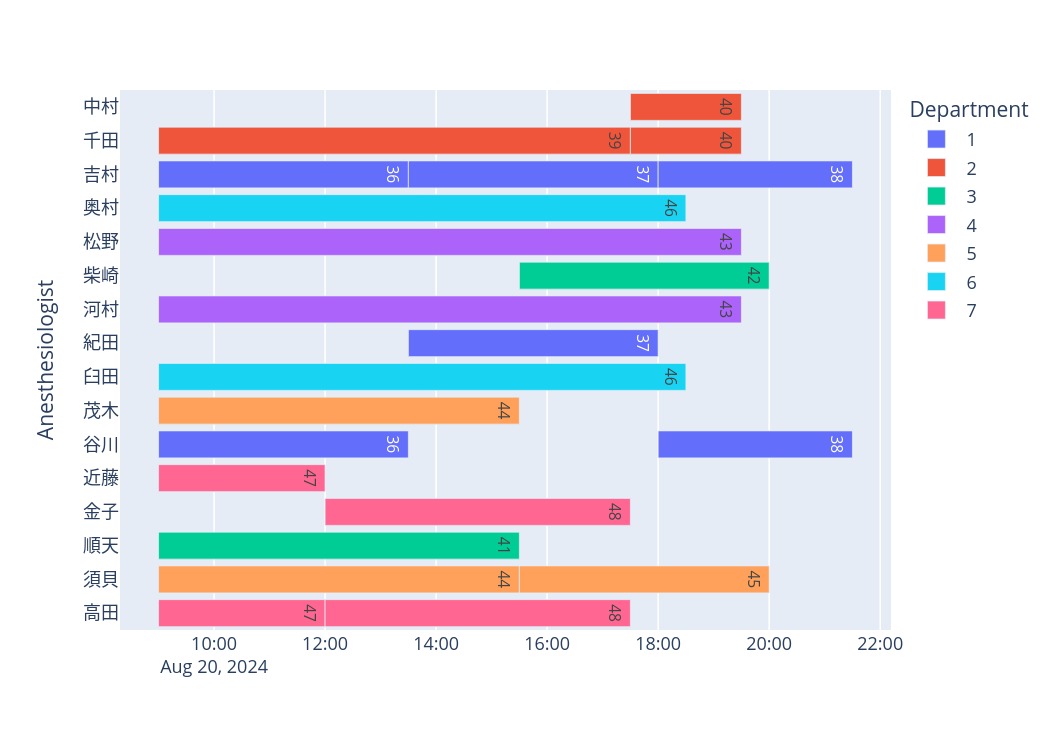 中村 40
千田 39 40
吉村 36 37 38
奥村 46
松野 43
柴崎 42
河村 43
紀田 37
臼田 46
茂木 44
谷川 36 38
近藤 47
金子 48
順天 41
須貝 44 45
高田 47 48
Anesthesiologist
10:00 12:00 14:00 16:00 18:00 20:00 22:00
Aug 20, 2024
Department
1
2
3
4
5
6
7